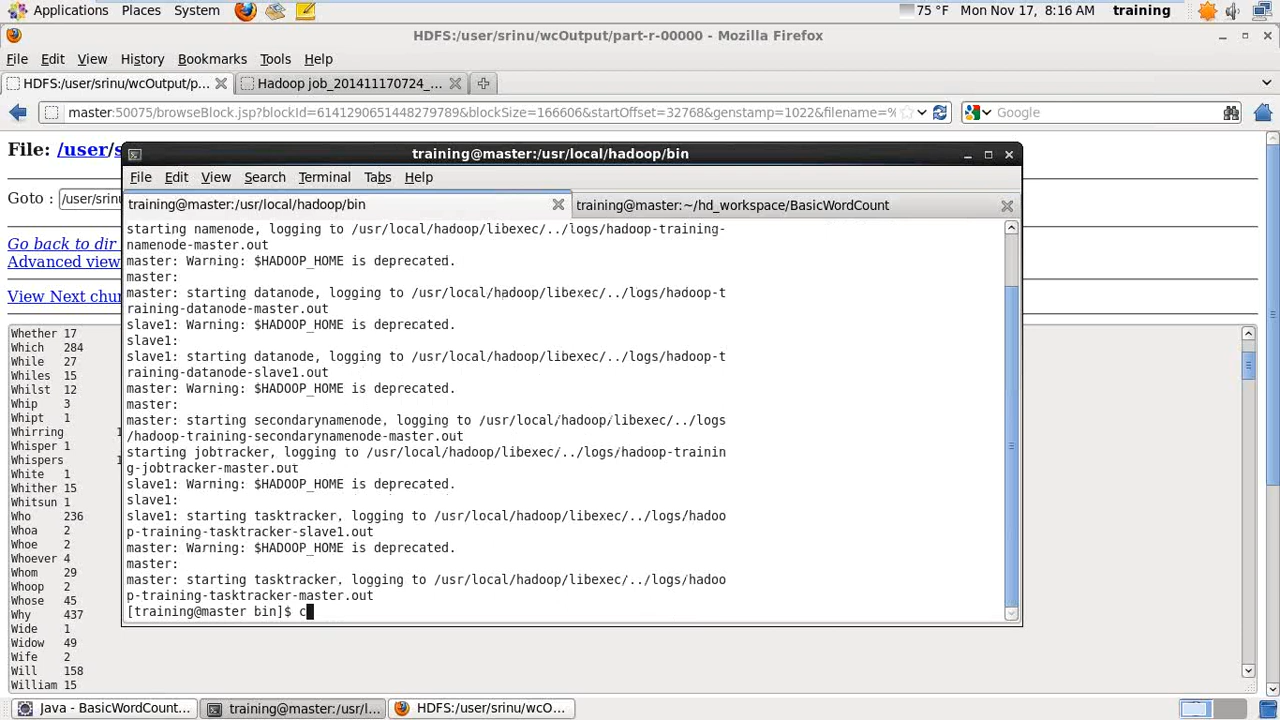 Applications Places System 75 °F Mon Nov 17, 8:16 AM training
HDFS:/user/srinu/wcOutput/part-r-00000 - Mozilla Firefox
File Edit View History Bookmarks Tools Help
HDFS:/user/srinu/wcOutput/p... Hadoop job_201411170724_...
master:50075/browseBlock.jsp?blockId=6141290651448279789&blockSize=166606&startOffset=32768&genstamp=1022&filename=% Google
File: /user/s
Goto : /user/srinu
Go back to dir
Advanced view
View Next chun
training@master:/usr/local/hadoop/bin
File Edit View Search Terminal Tabs Help
training@master:/usr/local/hadoop/bin training@master:~/hd_workspace/BasicWordCount
starting namenode, logging to /usr/local/hadoop/libexec/../logs/hadoop-training-
namenode-master.out
master: Warning: $HADOOP_HOME is deprecated.
master:
master: starting datanode, logging to /usr/local/hadoop/libexec/../logs/hadoop-t
raining-datanode-master.out
slave1: Warning: $HADOOP_HOME is deprecated.
slave1:
slave1: starting datanode, logging to /usr/local/hadoop/libexec/../logs/hadoop-t
raining-datanode-slave1.out
master: Warning: $HADOOP_HOME is deprecated.
master:
master: starting secondarynamenode, logging to /usr/local/hadoop/libexec/../logs
/hadoop-training-secondarynamenode-master.out
starting jobtracker, logging to /usr/local/hadoop/libexec/../logs/hadoop-trainin
g-jobtracker-master.out
slave1: Warning: $HADOOP_HOME is deprecated.
slave1:
slave1: starting tasktracker, logging to /usr/local/hadoop/libexec/../logs/hadoo
p-training-tasktracker-slave1.out
master: Warning: $HADOOP_HOME is deprecated.
master:
master: starting tasktracker, logging to /usr/local/hadoop/libexec/../logs/hadoo
p-training-tasktracker-master.out
[training@master bin]$ c
Whether 17
Which 284
While 27
Whiles 15
Whilst 12
Whip 3
Whipt 1
Whirring 1
Whisper 1
Whispers 1
White 1
Whither 15
Whitsun 1
Who 236
Whoa 2
Whoe 2
Whoever 4
Whom 29
Whoop 2
Whose 45
Why 437
Wide 1
Widow 49
Wife 2
Will 158
William 15
Java - BasicWordCount... training@master:/usr/l... HDFS:/user/srinu/wcO...